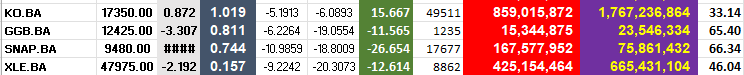 KO.BA 17350.00 0.872 1.019 -5.1913 -6.0893 15.667 49511 859,015,872 1,767,236,864 33.14
GGB.BA 12425.00 -3.307 0.811 -6.2264 -19.0554 -11.565 1235 15,344,875 23,546,334 65.40
SNAP.BA 9480.00 #### 0.744 -10.9859 -18.8009 -26.654 17677 167,577,952 75,861,432 66.34
XLE.BA 47975.00 -2.192 0.157 -9.2242 -20.3073 -12.614 8862 425,154,464 665,431,104 46.04